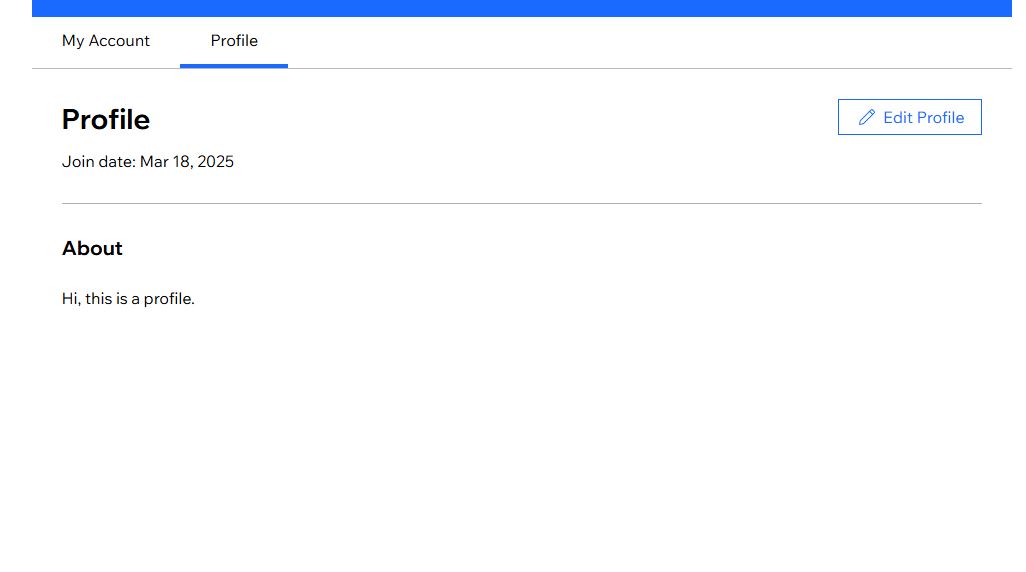 My Account
Profile
Profile
Edit Profile
Join date: Mar 18, 2025
About
Hi, this is a profile.